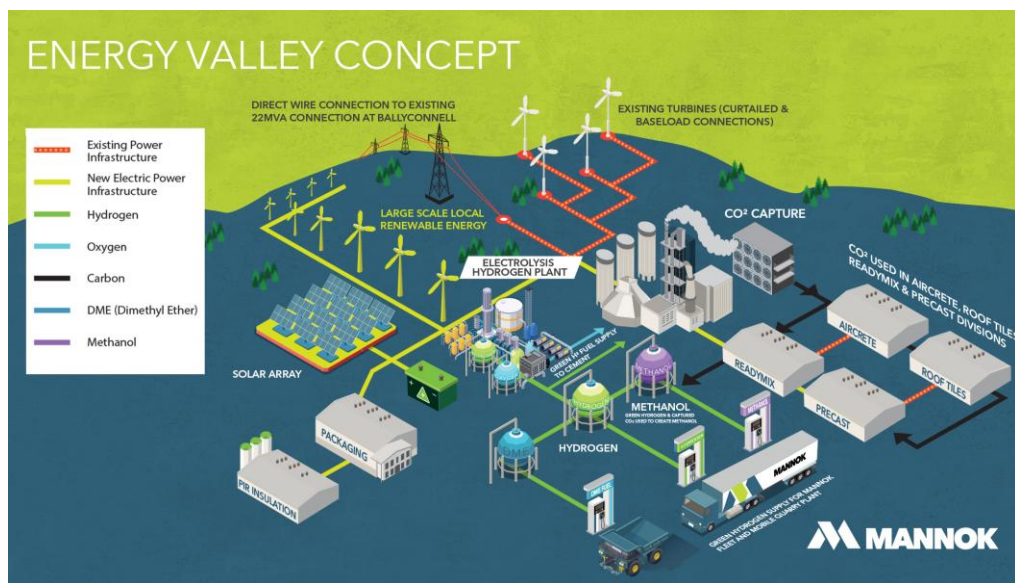 ENERGY VALLEY CONCEPT
DIRECT WIRE CONNECTION TO EXISTING
22MVA CONNECTION AT BALLYCONNELL
EXISTING TURBINES (CURTAILED &
BASELOAD CONNECTIONS)
Existing Power
Infrastructure
New Electric Power
Infrastructure
Hydrogen
Oxygen
Carbon
DME (Dimethyl Ether)
Methanol
LARGE SCALE LOCAL
RENEWABLE ENERGY
CO² CAPTURE
ELECTROLYSIS
HYDROGEN PLANT
CO² USED IN AIRCRETE, ROOF TILES
READYMIX & PRECAST DIVISIONS
AIRCRETE
ROOF TILES
READYMIX
PRECAST
GREEN H² FUEL SUPPLY
TO CEMENT
SOLAR ARRAY
METHANOL
METHANOL
GREEN HYDROGEN & CAPTURED
CO₂ USED TO CREATE METHANOL
METHANOL
HYDROGEN
HYDROGEN
PACKAGING
PIR INSULATION
DME FUEL
MANNOK
GREEN HYDROGEN SUPPLY FOR MANNOK
FLEET AND MOBILE QUARRY PLANT
MANNOK